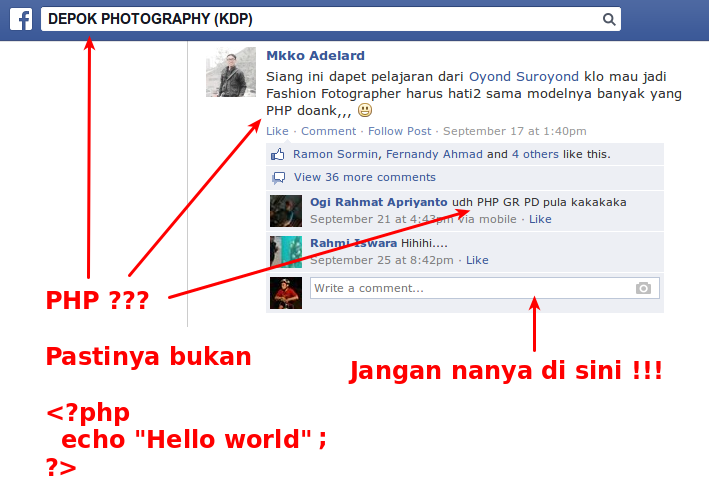 DEPOK PHOTOGRAPHY (KDP)
Mkko Adelard
Siang ini dapet pelajaran dari Oyond Suroyond klo mau jadi
Fashion Fotographer harus hati2 sama modelnya banyak yang
PHP doank,,,
Like · Comment · Follow Post · September 17 at 1:40pm
Ramon Sormin, Fernandy Ahmad and 4 others like this.
View 36 more comments
Ogi Rahmat Apriyanto udh PHP GR PD pula kakakaka
September 21 at 4:43pm via mobile · Like
Rahmi Iswara Hihihi....
September 25 at 8:42pm · Like
Write a comment...
PHP ???
Pastinya bukan
Jangan nanya di sini !!!
<?php
echo "Hello world" ;
?>